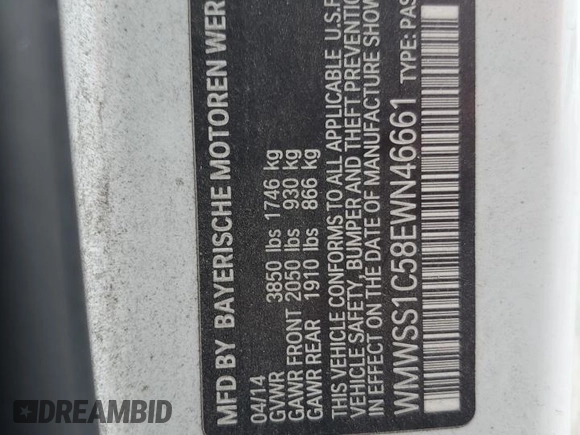 MFD BY BAYERISCHE MOTOREN WER
04/14
GVWR 3850 lbs 1746 kg
GAWR FRONT 2050 lbs 930 kg
GAWR REAR 1910 lbs 866 kg
THIS VEHICLE CONFORMS TO ALL APPLICABLE U.S.F
VEHICLE SAFETY, BUMPER AND THEFT PREVENTION
IN EFFECT ON THE DATE OF MANUFACTURE SHOW
WMWSS1C58EWN46661 TYPE: PAS
DREAMBID